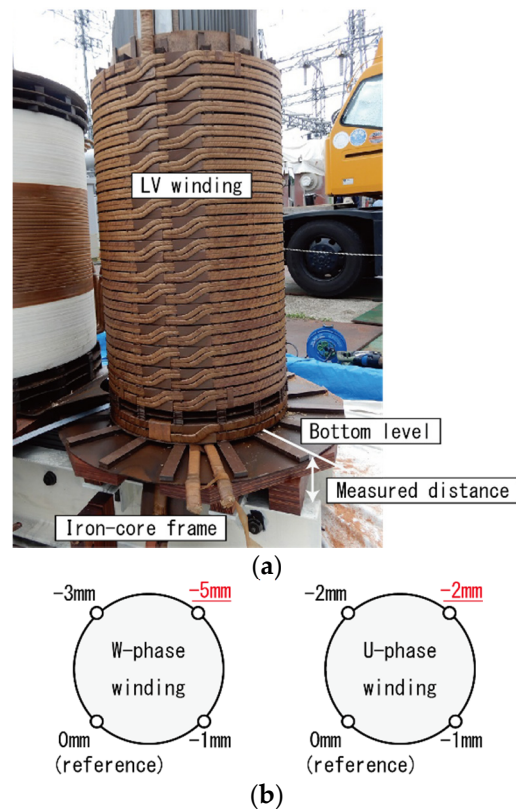 LV winding
Bottom level
Measured distance
Iron-core frame
(a)
-3mm
-5mm
-2mm
-2mm
W-phase
winding
U-phase
winding
0mm
-1mm
0mm
-1mm
(reference)
(reference)
(b)